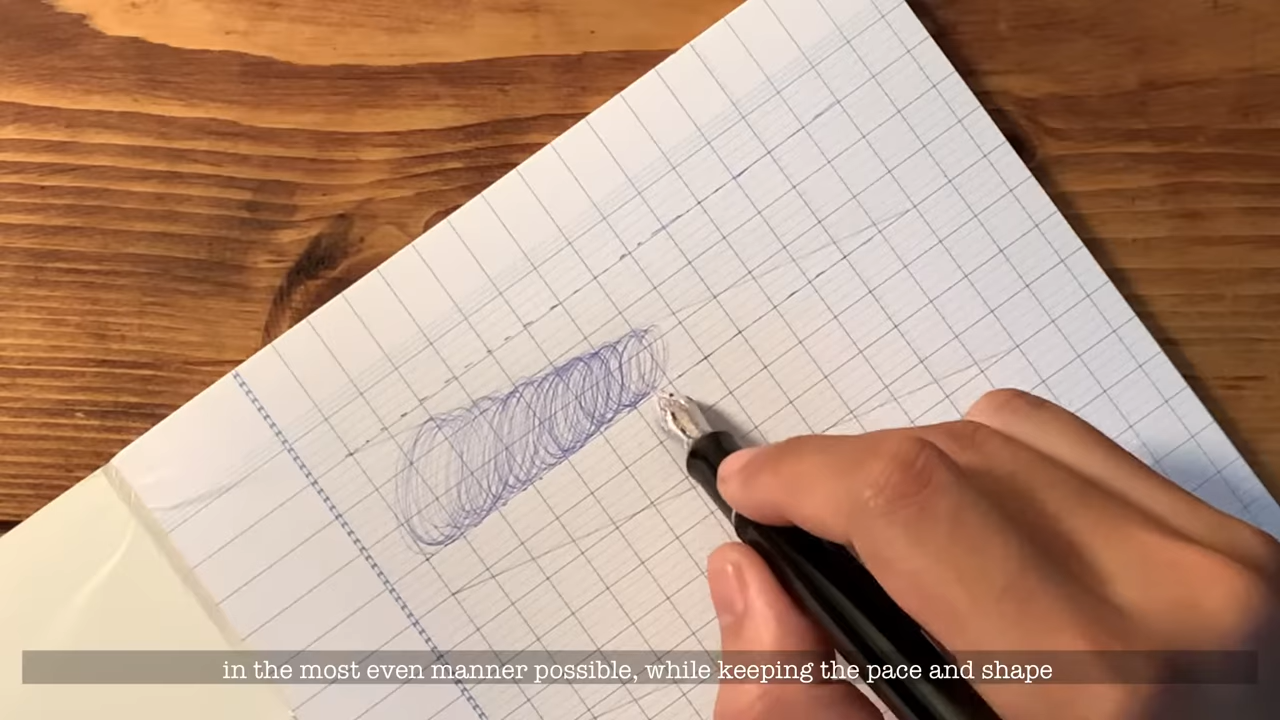 in the most even manner possible, while keeping the pace and shape